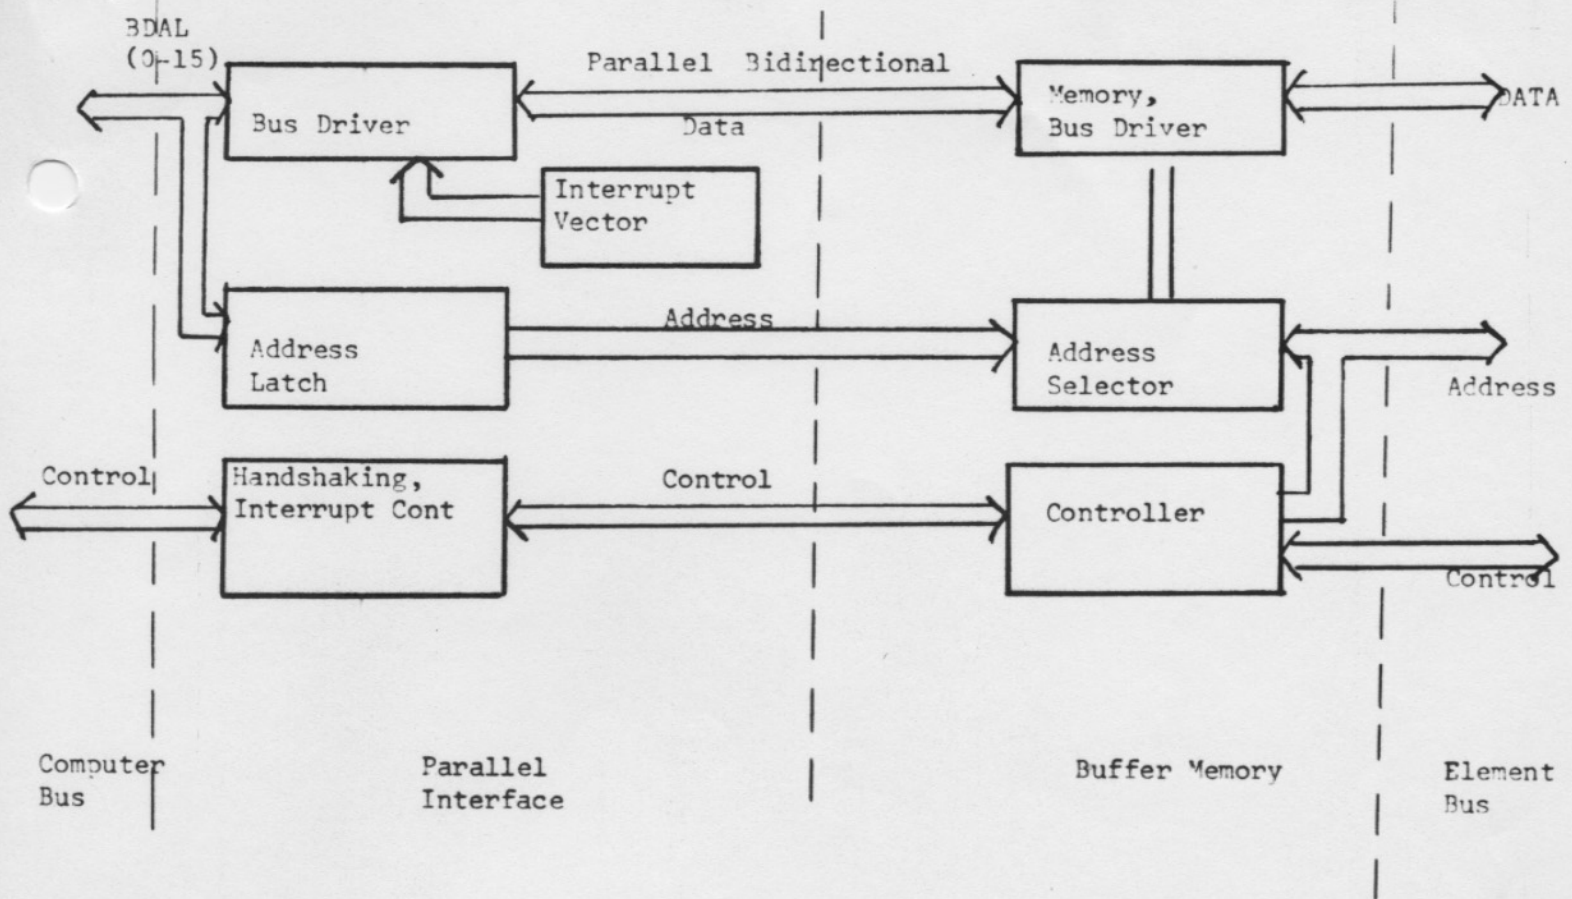 BDAL
(0-15)
Parallel Bidirectional
Data
Bus Driver
Memory,
Bus Driver
DATA
Interrupt
Vector
Address
Address
Latch
Address
Selector
Address
Control
Handshaking,
Interrupt Cont
Control
Controller
Control
Computer
Bus
Parallel
Interface
Buffer Memory
Element
Bus